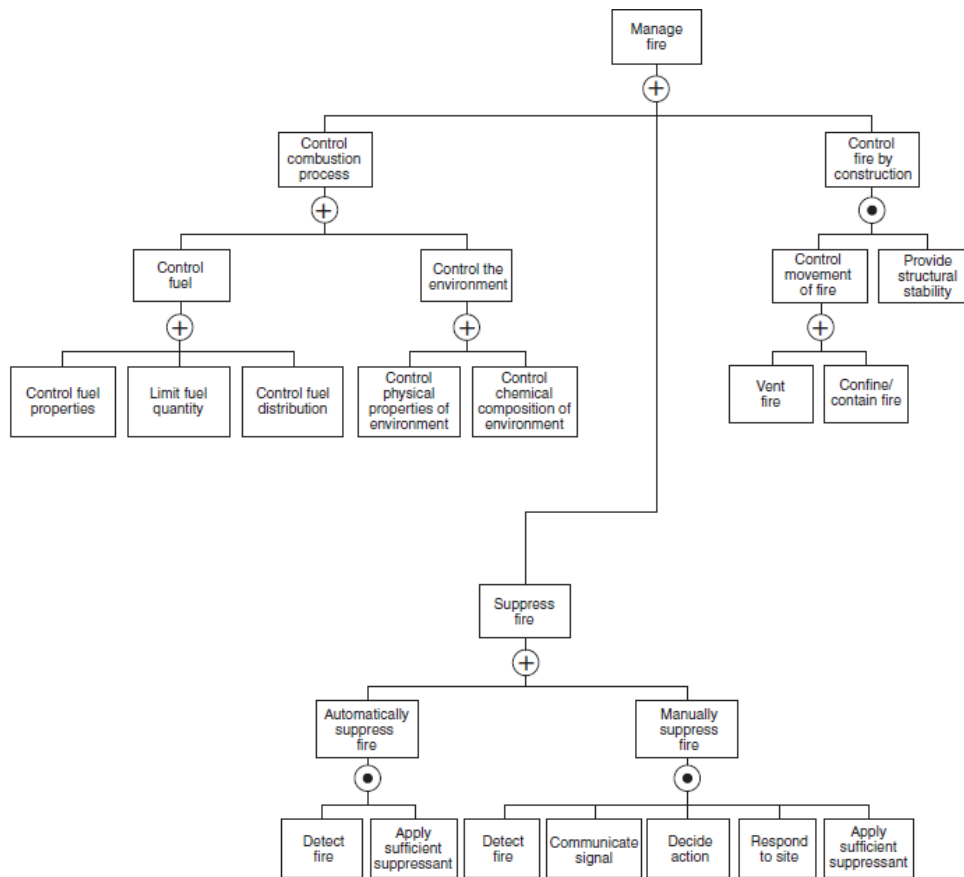 Manage
fire
Control
combustion
process
Control
fire by
construction
Control
fuel
Control the
environment
Control
movement
of fire
Provide
structural
stability
Control fuel
properties
Limit fuel
quantity
Control fuel
distribution
Control
physical
properties of
environment
Control
chemical
composition of
environment
Vent
fire
Confine/
contain fire
Suppress
fire
Automatically
suppress
fire
Manually
suppress
fire
Detect
fire
Apply
sufficient
suppressant
Detect
fire
Communicate
signal
Decide
action
Respond
to site
Apply
sufficient
suppressant